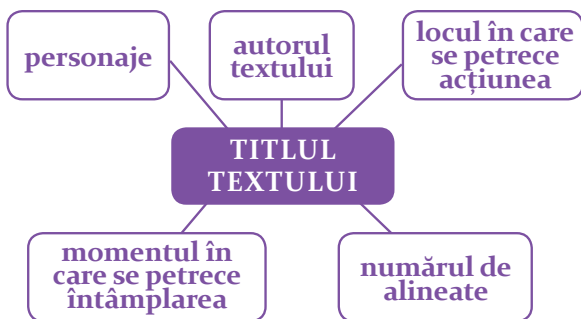 personaje
autorul
textului
locul în care
se petrece
acțiunea
TITLUL
TEXTULUI
momentul în
care se petrece
întâmplarea
numărul de
alineate